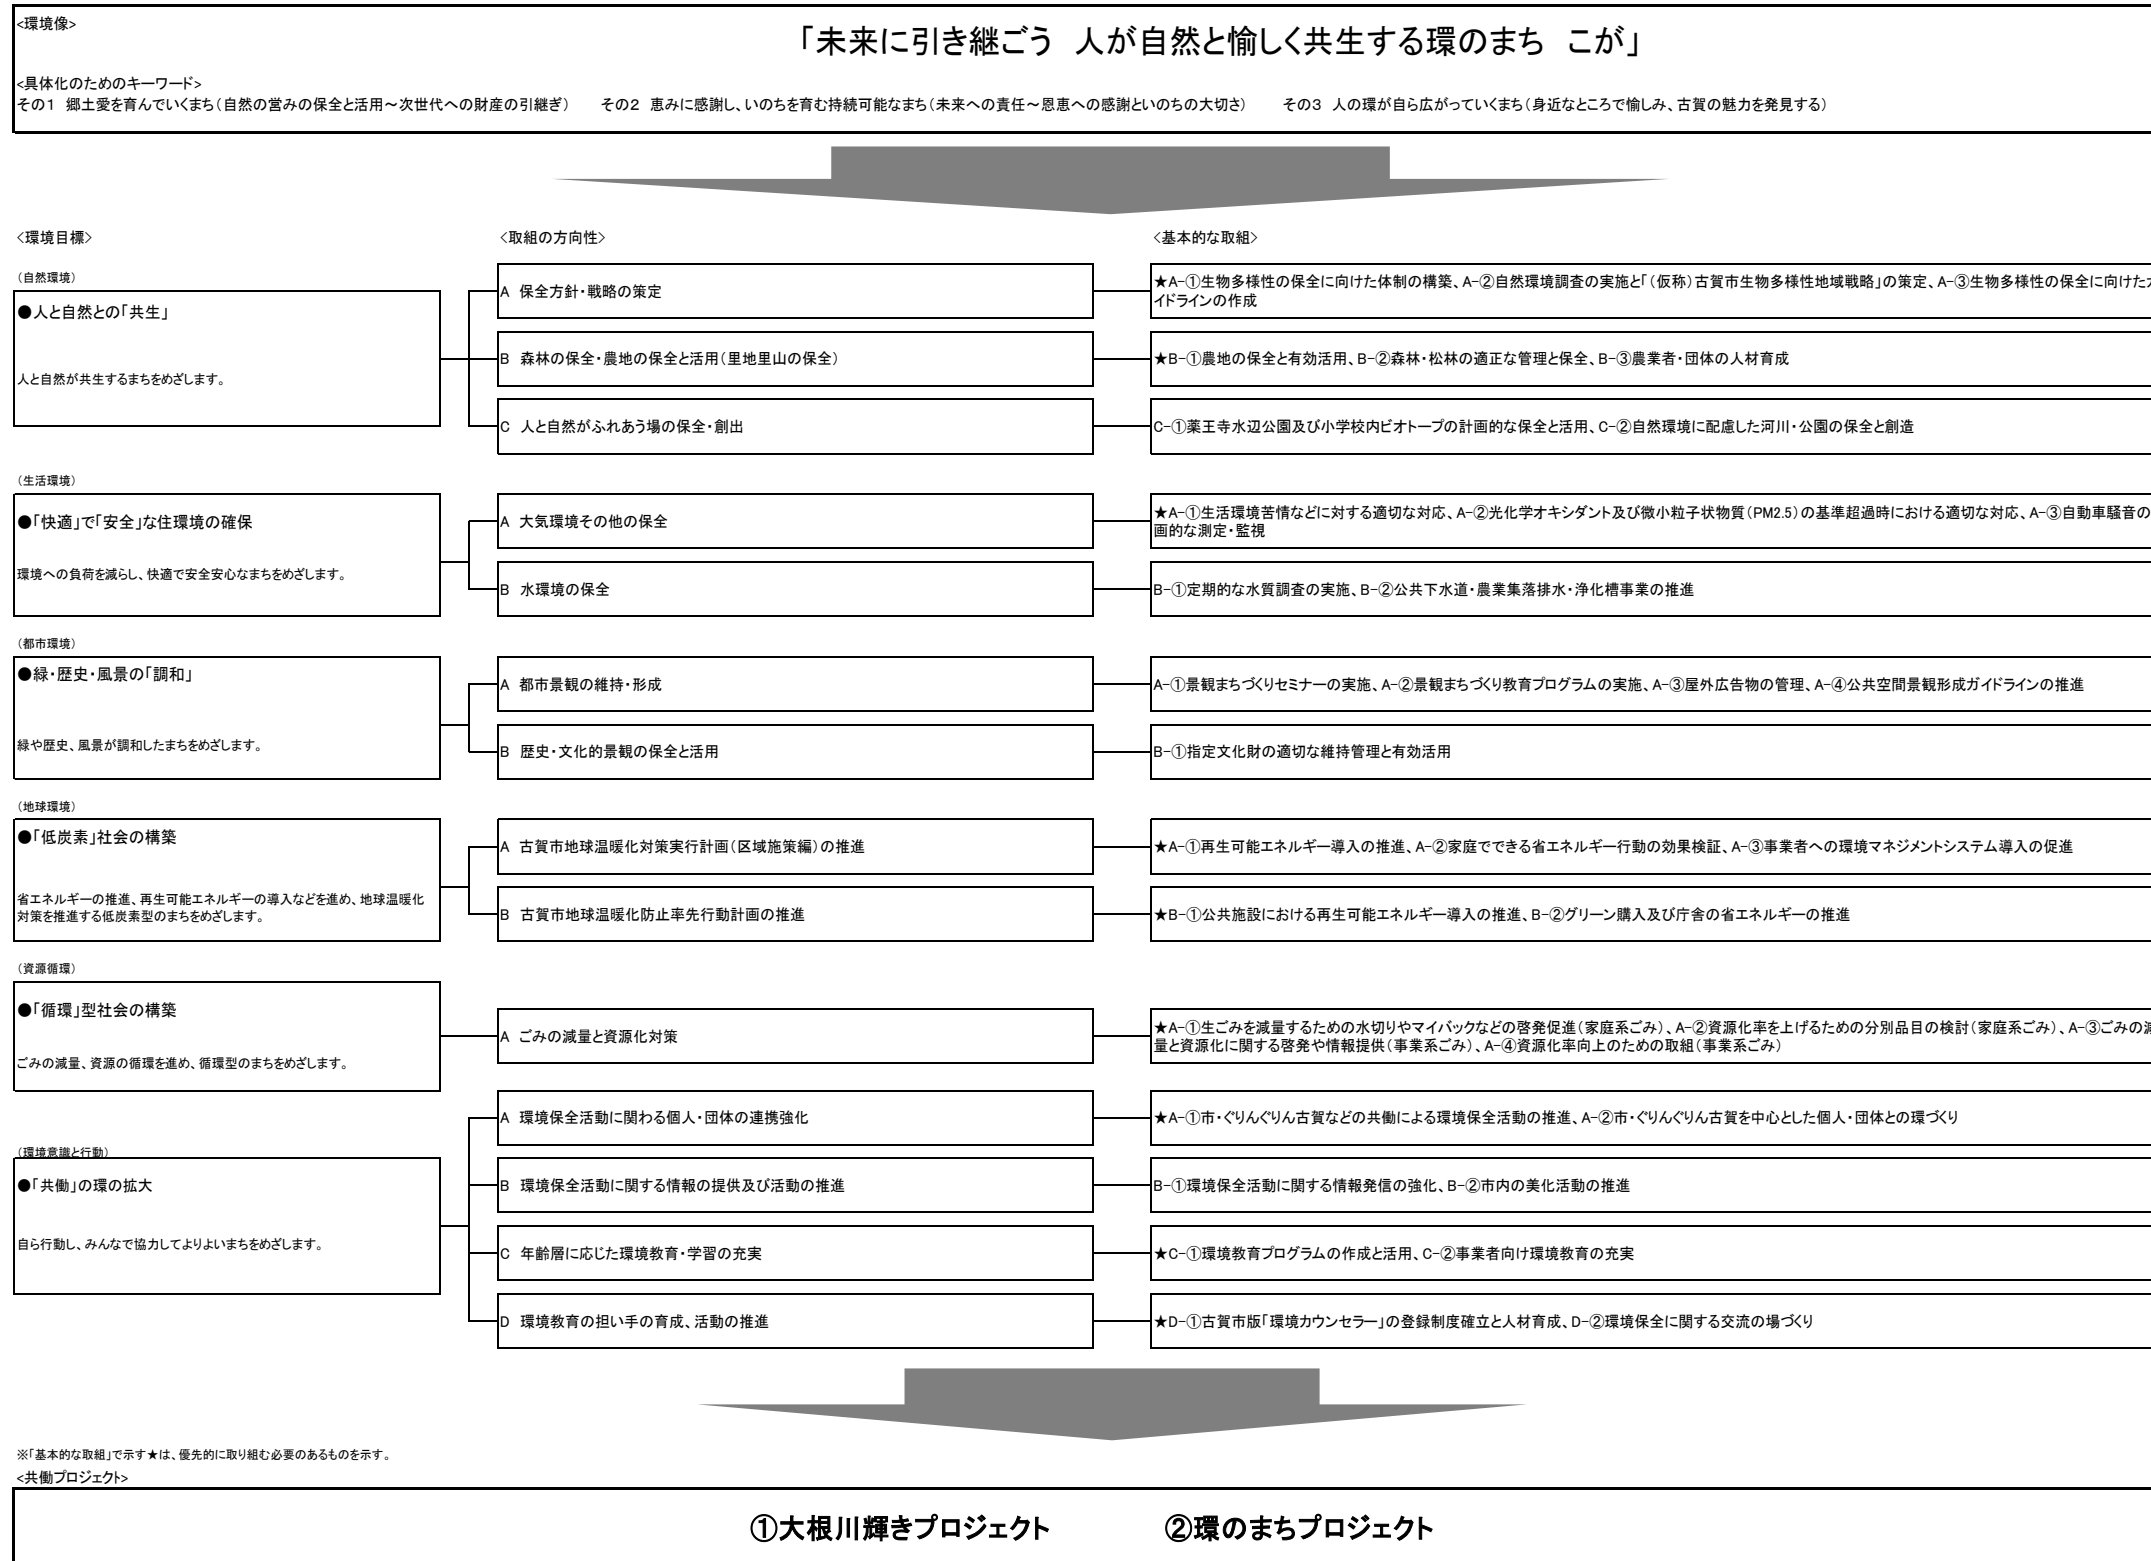 <環境像>
「未来に引き継ごう　人が自然と愉しく共生する環のまち　こが」
<具体化のためのキーワード>
その１　郷土愛を育んでいくまち（自然の営みの保全と活用～次世代への財産の引継ぎ）　　その２　恵みに感謝し、いのちを育む持続可能なまち（未来への責任～恩恵への感謝といのちの大切さ）　　その３　人の環が自ら広がっていくまち（身近なところで愉しみ、古賀の魅力を発見する）
<環境目標>
<取組の方向性>
<基本的な取組>
（自然環境）
●人と自然との「共生」
人と自然が共生するまちをめざします。
A　保全方針・戦略の策定
★A-①生物多様性の保全に向けた体制の構築、A-②自然環境調査の実施と「（仮称）古賀市生物多様性地域戦略」の策定、A-③生物多様性の保全に向けたガ
イドラインの作成
B　森林の保全・農地の保全と活用（里地里山の保全）
★B-①農地の保全と有効活用、B-②森林・松林の適正な管理と保全、B-③農業者・団体の人材育成
C　人と自然がふれあう場の保全・創出
C-①薬王寺水辺公園及び小学校内ビオトープの計画的な保全と活用、C-②自然環境に配慮した河川・公園の保全と創造
（生活環境）
●「快適」で「安全」な住環境の確保
環境への負荷を減らし、快適で安全安心なまちをめざします。
A　大気環境その他の保全
★A-①生活環境苦情などに対する適切な対応、A-②光化学オキシダント及び微小粒子状物質（PM2.5）の基準超過時における適切な対応、A-③自動車騒音の
画的な測定・監視
B　水環境の保全
B-①定期的な水質調査の実施、B-②公共下水道・農業集落排水・浄化槽事業の推進
（都市環境）
●緑・歴史・風景の「調和」
緑や歴史、風景が調和したまちをめざします。
A　都市景観の維持・形成
A-①景観まちづくりセミナーの実施、A-②景観まちづくり教育プログラムの実施、A-③屋外広告物の管理、A-④公共空間景観形成ガイドラインの推進
B　歴史・文化的景観の保全と活用
B-①指定文化財の適切な維持管理と有効活用
（地球環境）
●「低炭素」社会の構築
省エネルギーの推進、再生可能エネルギーの導入などを進め、地球温暖化
対策を推進する低炭素型のまちをめざします。
A　古賀市地球温暖化対策実行計画（区域施策編）の推進
★A-①再生可能エネルギー導入の推進、A-②家庭でできる省エネルギー行動の効果検証、A-③事業者への環境マネジメントシステム導入の促進
B　古賀市地球温暖化防止率先行動計画の推進
★B-①公共施設における再生可能エネルギー導入の推進、B-②グリーン購入及び庁舎の省エネルギーの推進
（資源循環）
●「循環」型社会の構築
ごみの減量、資源の循環を進め、循環型のまちをめざします。
A　ごみの減量と資源化対策
★A-①生ごみを減量するための水切りやマイバックなどの啓発促進（家庭系ごみ）、A-②資源化率を上げるための分別品目の検討（家庭系ごみ）、A-③ごみの減
量と資源化に関する啓発や情報提供（事業系ごみ）、A-④資源化率向上のための取組（事業系ごみ）
（環境意識と行動）
●「共働」の環の拡大
自ら行動し、みんなで協力してよりよいまちをめざします。
A　環境保全活動に関わる個人・団体の連携強化
★A-①市・ぐりんぐりん古賀などの共働による環境保全活動の推進、A-②市・ぐりんぐりん古賀を中心とした個人・団体との環づくり
B　環境保全活動に関する情報の提供及び活動の推進
B-①環境保全活動に関する情報発信の強化、B-②市内の美化活動の推進
C　年齢層に応じた環境教育・学習の充実
★C-①環境教育プログラムの作成と活用、C-②事業者向け環境教育の充実
D　環境教育の担い手の育成、活動の推進
★D-①古賀市版「環境カウンセラー」の登録制度確立と人材育成、D-②環境保全に関する交流の場づくり
※「基本的な取組」で示す★は、優先的に取り組む必要のあるものを示す。
<共働プロジェクト>
①大根川輝きプロジェクト　　　　②環のまちプロジェクト